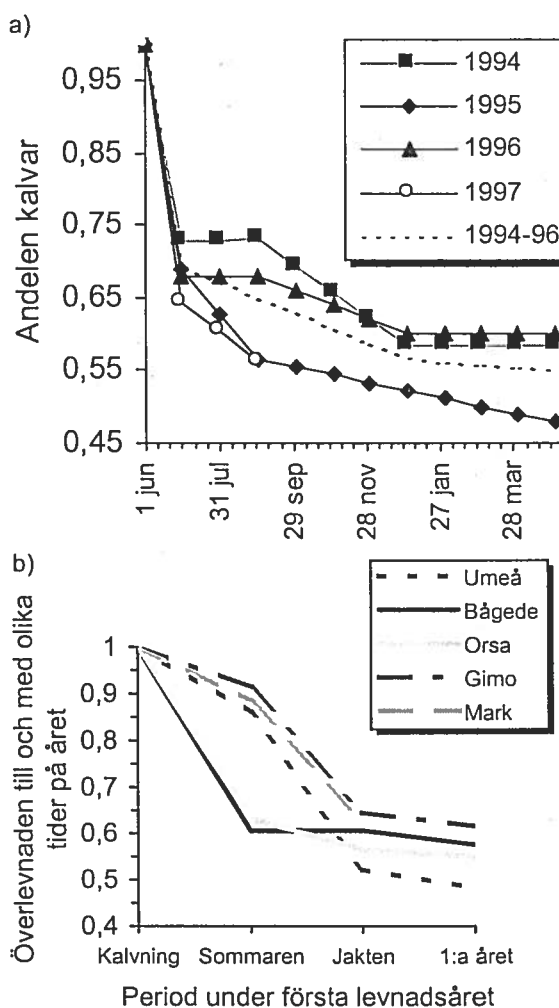 a)
Andelen kalvar
0,95
0,85
0,75
0,65
0,55
0,45
1 jun
31 jul
29 sep
28 nov
27 jan
28 mar
1994
1995
1996
1997
1994-96
b)
Överlevnaden till och med olika
tider på året
1
0,9
0,8
0,7
0,6
0,5
0,4
Kalvning
Sommaren
Jakten
1:a året
Period under första levnadsåret
Umeå
Bågede
Orsa
Gimo
Mark